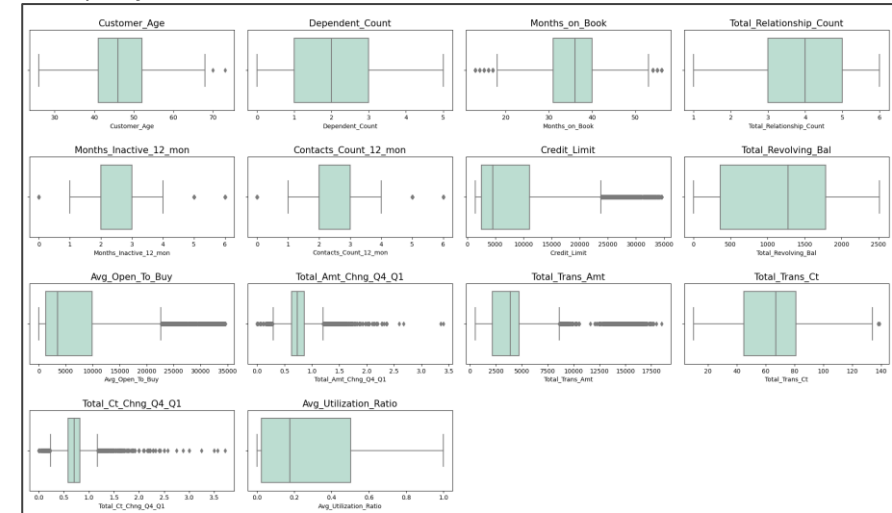 Customer_Age
Dependent_Count
Months_on_Book
Total_Relationship_Count
30 40 50 60 70
0 1 2 3 4 5
20 30 40 50
1 2 3 4 5 6
Customer_Age
Dependent_Count
Months_on_Book
Total_Relationship_Count
Months_Inactive_12_mon
Contacts_Count_12_mon
Credit_Limit
Total_Revolving_Bal
0 1 2 3 4 5 6
0 1 2 3 4 5 6
0 5000 10000 15000 20000 25000 30000 35000
0 500 1000 1500 2000 2500
Months_Inactive_12_mon
Contacts_Count_12_mon
Credit_Limit
Total_Revolving_Bal
Avg_Open_To_Buy
Total_Amt_Chng_Q4_Q1
Total_Trans_Amt
Total_Trans_Ct
0 5000 10000 15000 20000 25000 30000 35000
0.0 0.5 1.0 1.5 2.0 2.5 3.0 3.5
0 2500 5000 7500 10000 12500 15000 17500
20 40 60 80 100 120 140
Avg_Open_To_Buy
Total_Amt_Chng_Q4_Q1
Total_Trans_Amt
Total_Trans_Ct
Total_Ct_Chng_Q4_Q1
Avg_Utilization_Ratio
0.0 0.5 1.0 1.5 2.0 2.5 3.0 3.5
0.0 0.2 0.4 0.6 0.8 1.0
Total_Ct_Chng_Q4_Q1
Avg_Utilization_Ratio